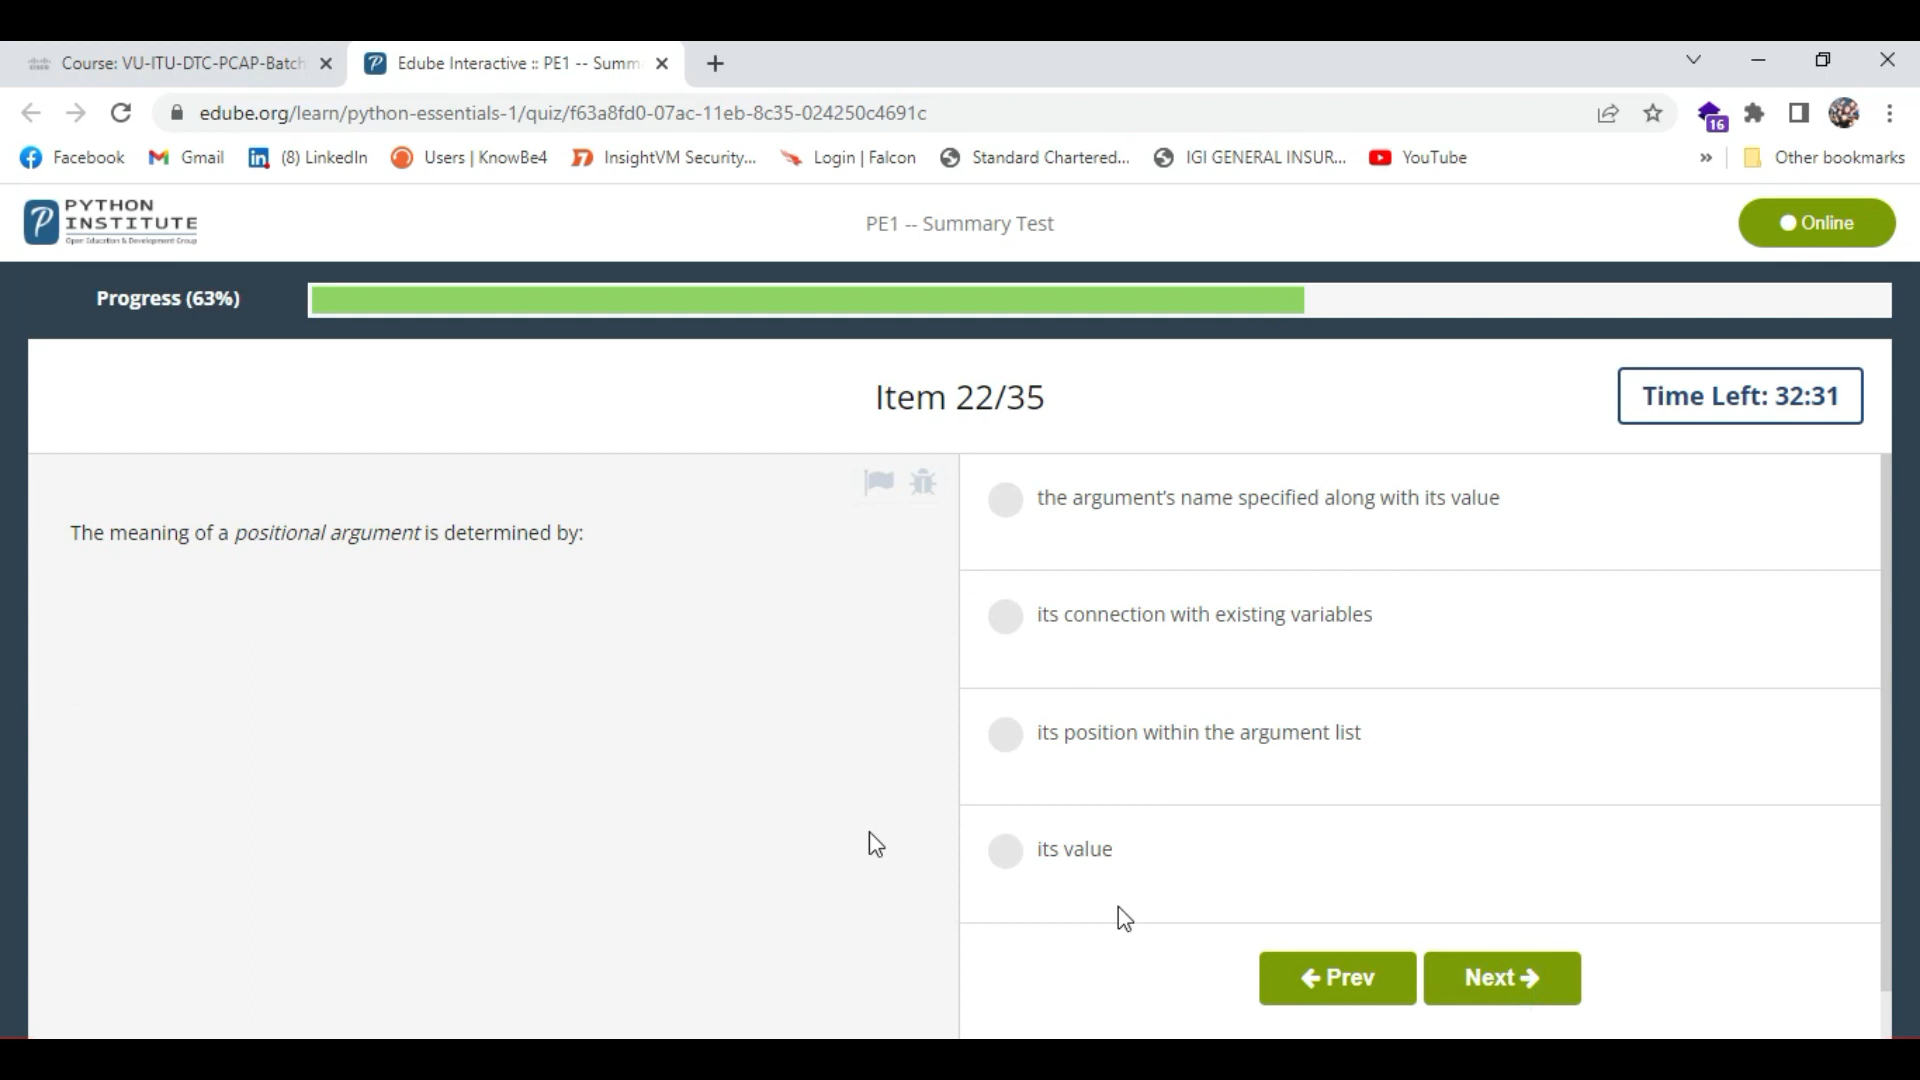 Course: VU-ITU-DTC-PCAP-Batch
Edube Interactive :: PE1 -- Summ
edube.org/learn/python-essentials-1/quiz/f63a8fd0-07ac-11eb-8c35-024250c4691c
16
Facebook
Gmail
(8) LinkedIn
Users | KnowBe4
InsightVM Security...
Login | Falcon
Standard Chartered...
IGI GENERAL INSUR...
YouTube
»
Other bookmarks
PYTHON
INSTITUTE
Open Education & Development Group
PE1 -- Summary Test
Online
Progress (63%)
Item 22/35
Time Left: 32:31
The meaning of a positional argument is determined by:
the argument's name specified along with its value
its connection with existing variables
its position within the argument list
its value
Prev
Next